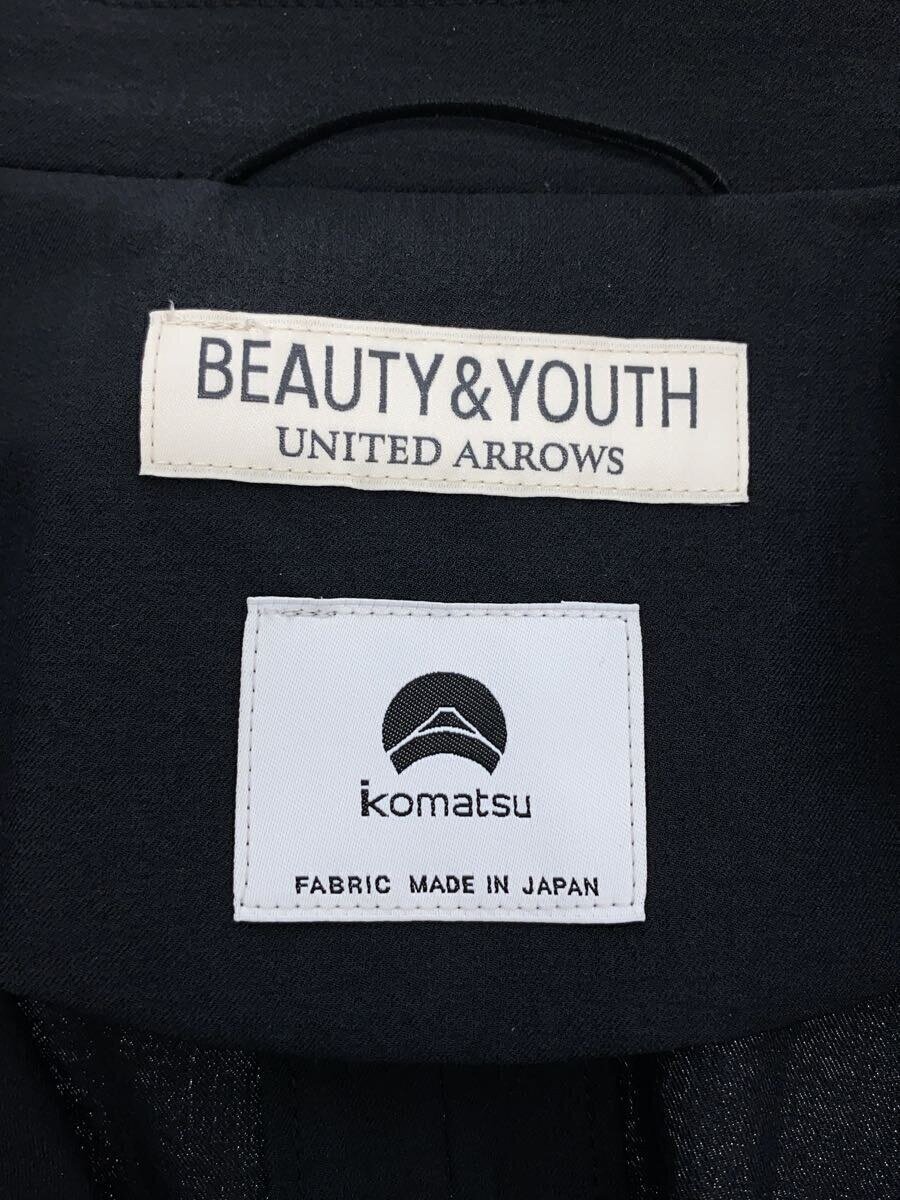 BEAUTY&YOUTH
UNITED ARROWS
komatsu
FABRIC MADE IN JAPAN